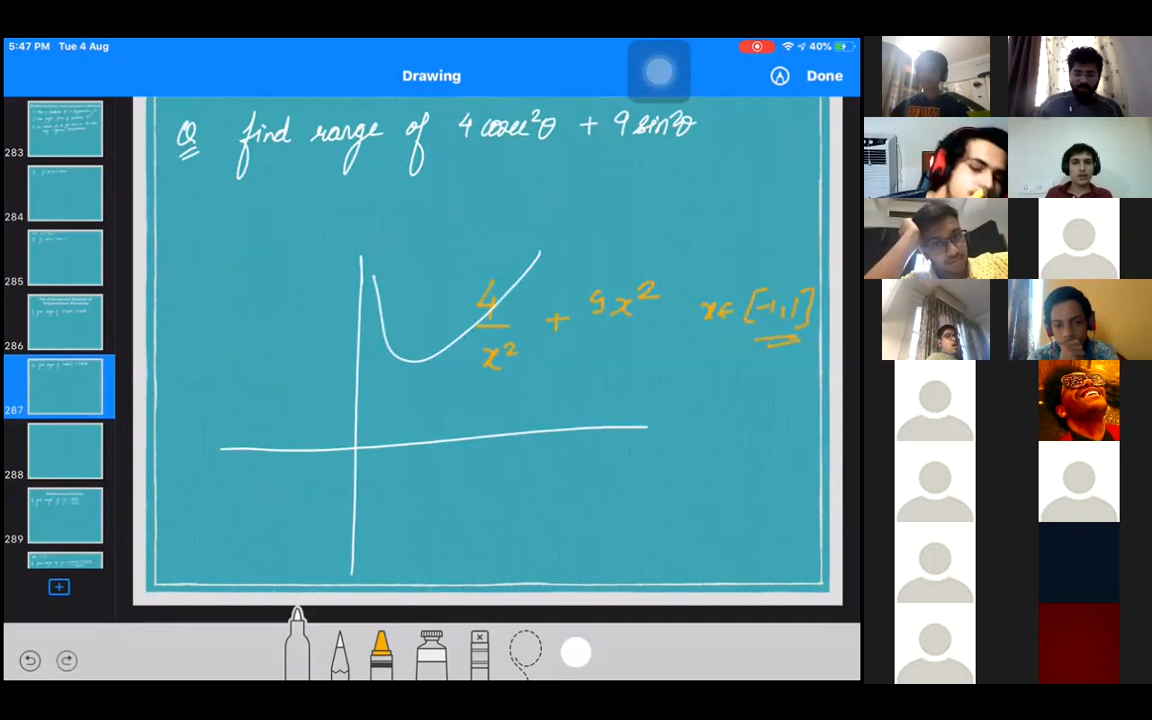 5:47 PM Tue 4 Aug
40%
Drawing
Done
Q find range of 4 cosec²θ + 9 sin²θ
4/x² + 9x² x ∈ [-1,1]
283
284
285
286
287
288
289